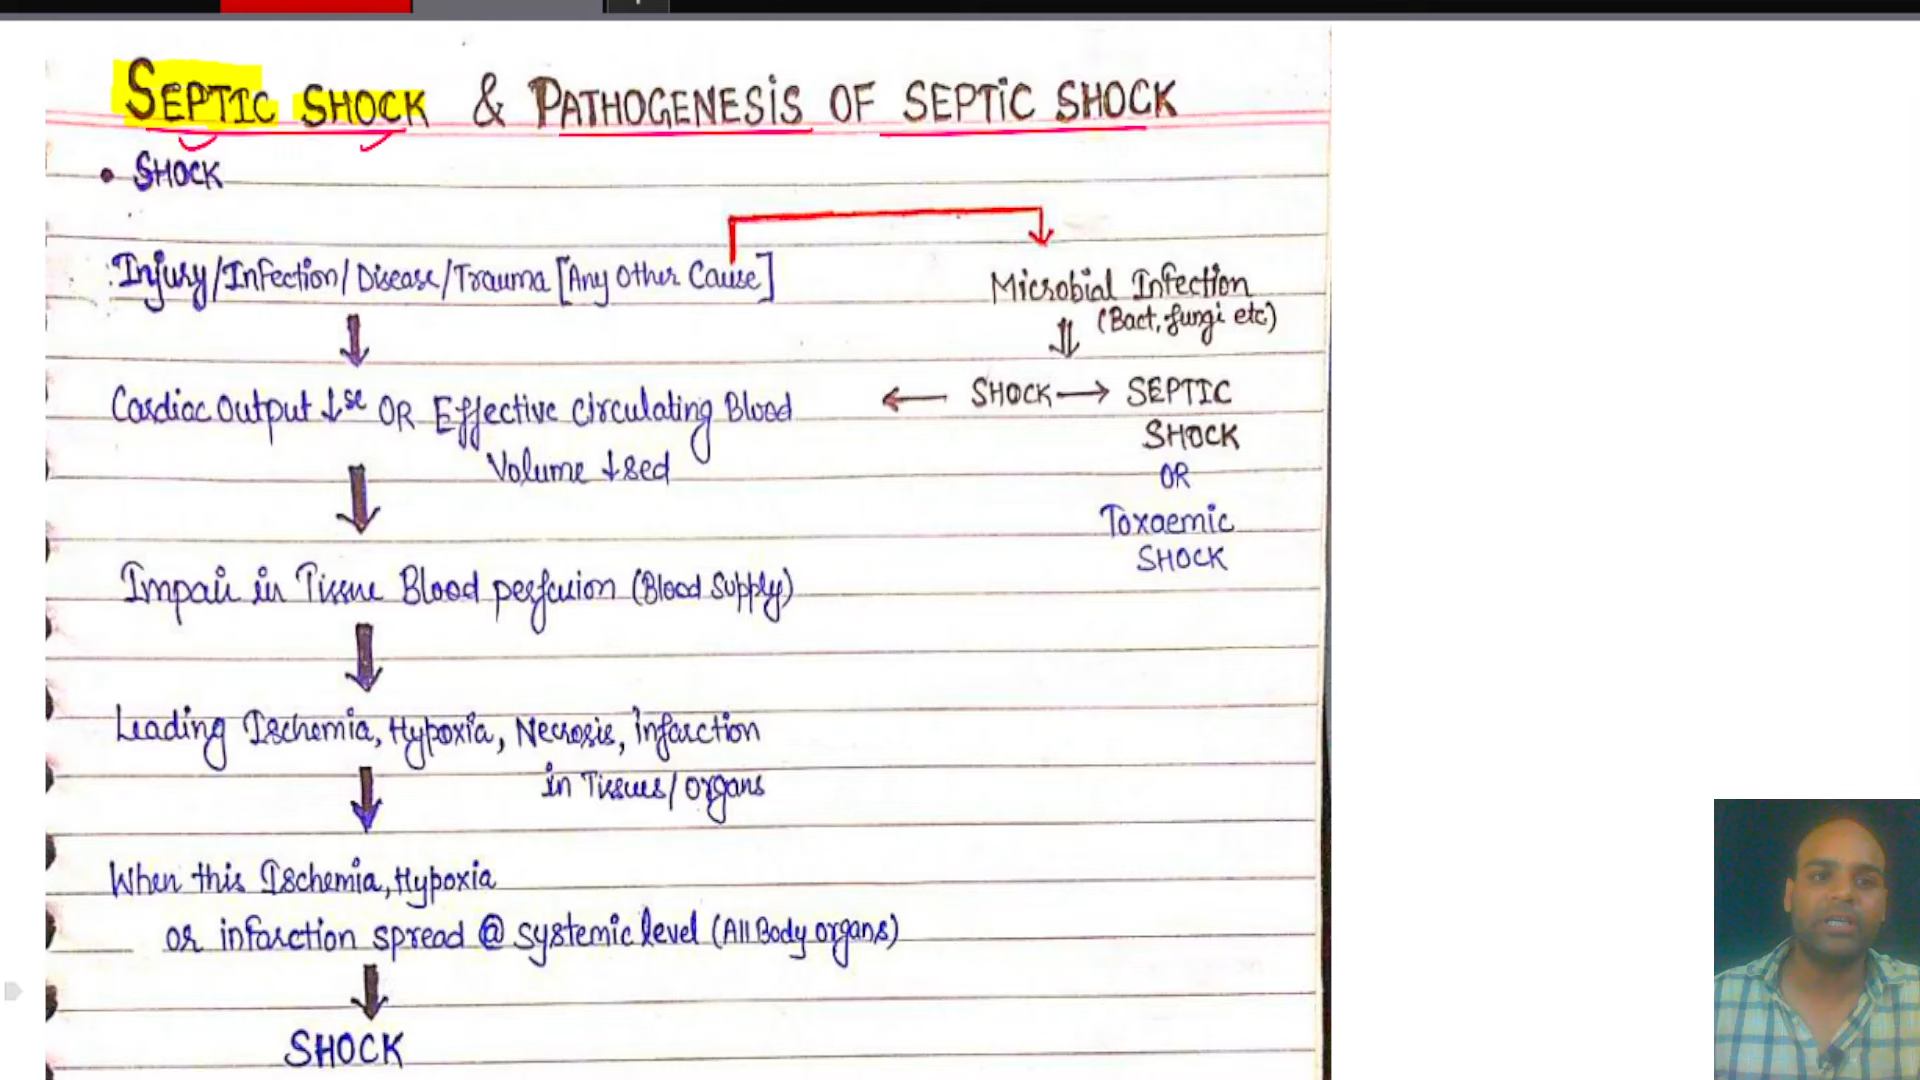 SEPTIC SHOCK & PATHOGENESIS OF SEPTIC SHOCK
• SHOCK
Injury/Infection/Disease/Trauma [Any Other Cause]
Microbial Infection
(Bact, fungi etc)
Cardiac output ↓se OR Effective Circulating Blood
Volume ↓sed
← SHOCK → SEPTIC
SHOCK
OR
Toxaemic
SHOCK
Impair in Tissue Blood perfusion (Blood Supply)
Leading Ischemia, Hypoxia, Necrosis, infarction
in Tissues/organs
When this Ischemia, Hypoxia
or infarction spread @ systemic level (All Body organs)
SHOCK